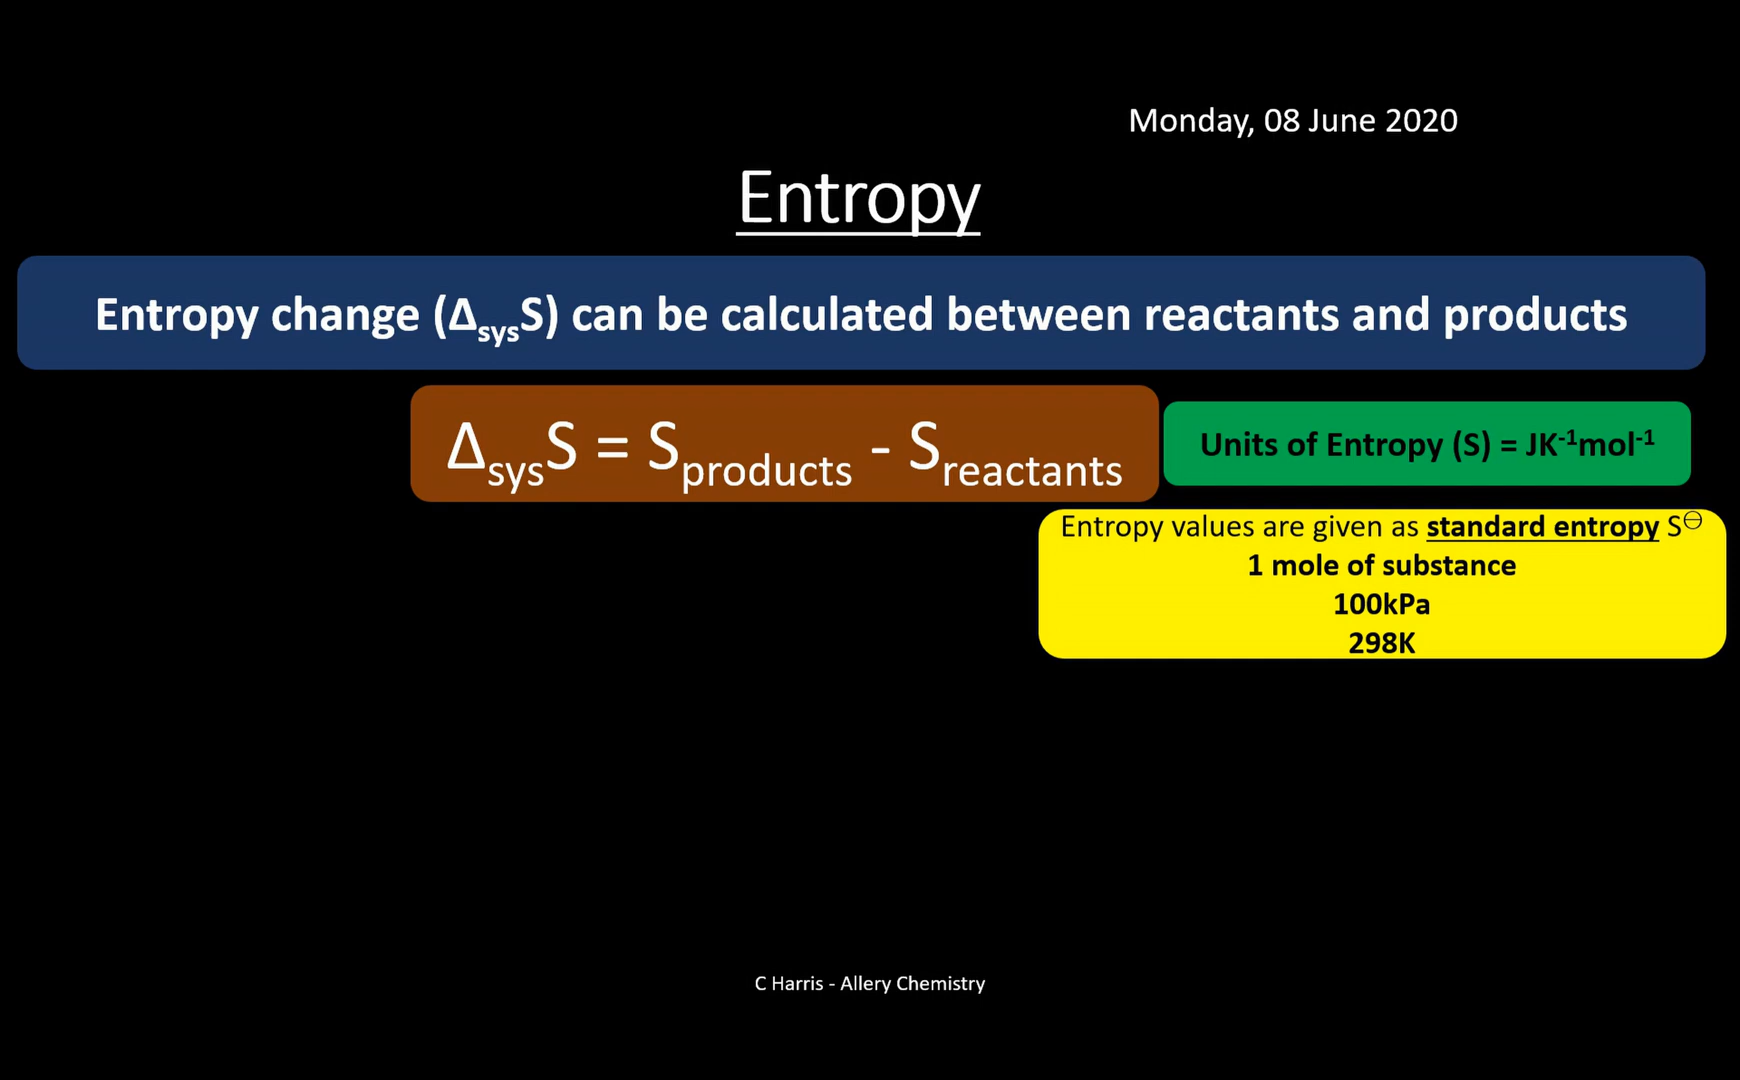 Monday, 08 June 2020
Entropy
Entropy change (ΔsysS) can be calculated between reactants and products
ΔsysS = Sproducts - Sreactants
Units of Entropy (S) = JK⁻¹mol⁻¹
Entropy values are given as standard entropy S⊖
1 mole of substance
100kPa
298K
C Harris - Allery Chemistry